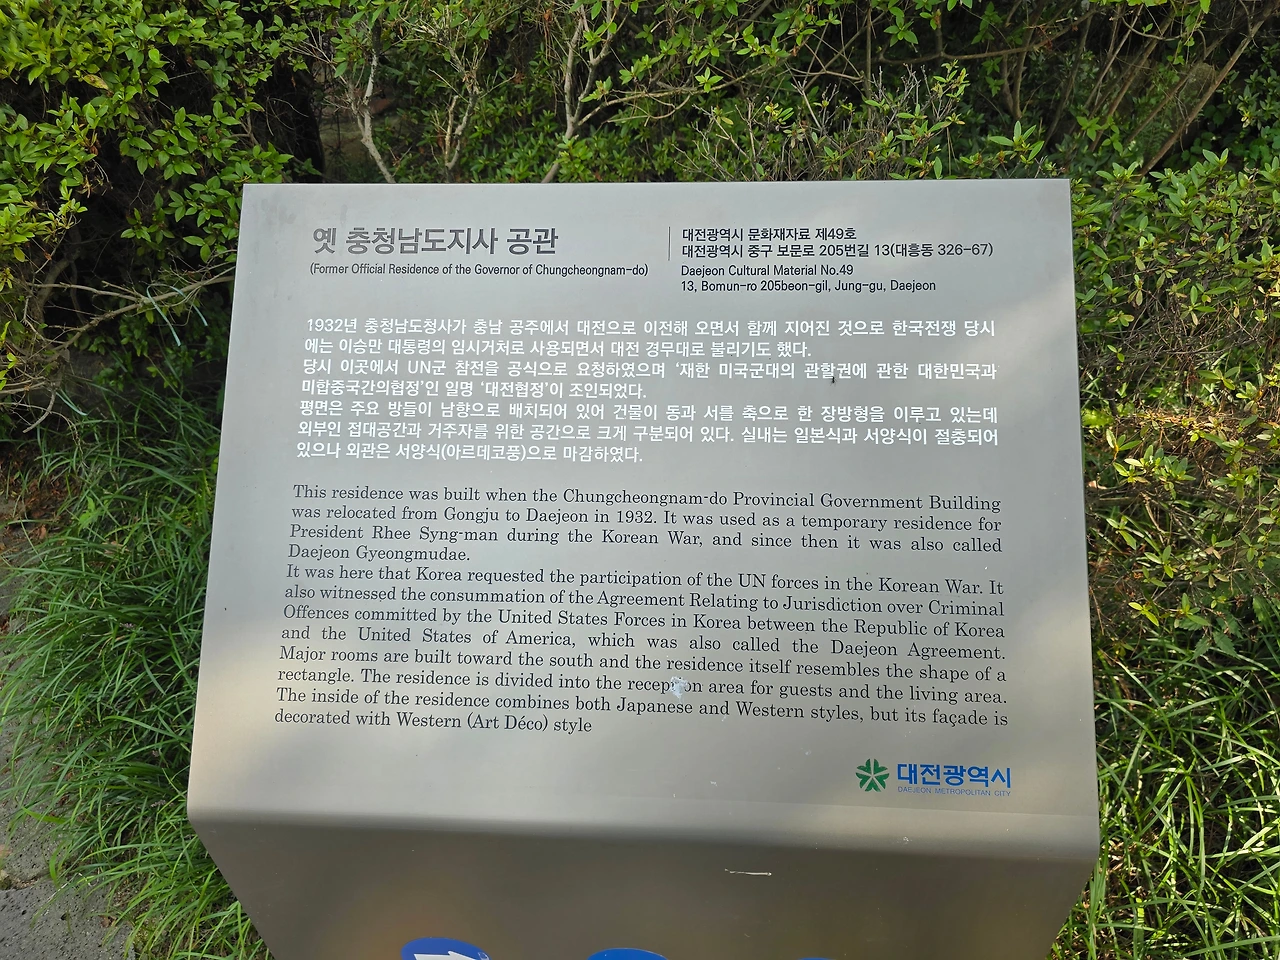 옛 충청남도지사 공관
(Former Official Residence of the Governor of Chungcheongnam-do)
대전광역시 문화재자료 제49호
대전광역시 중구 보문로 205번길 13(대흥동 326-67)
Daejeon Cultural Material No.49
13, Bomun-ro 205beon-gil, Jung-gu, Daejeon
1932년 충청남도청사가 충남 공주에서 대전으로 이전해 오면서 함께 지어진 것으로 한국전쟁 당시
에는 이승만 대통령의 임시거처로 사용되면서 대전 경무대로 불리기도 했다.
당시 이곳에서 UN군 참전을 공식으로 요청하였으며 '재한 미국군대의 관할권에 관한 대한민국과
미합중국간의협정'인 일명 '대전협정'이 조인되었다.
평면은 주요 방들이 남향으로 배치되어 있어 건물이 동과 서를 축으로 한 장방형을 이루고 있는데
외부인 접대공간과 거주자를 위한 공간으로 크게 구분되어 있다. 실내는 일본식과 서양식이 절충되어
있으나 외관은 서양식(아르데코풍)으로 마감하였다.
This residence was built when the Chungcheongnam-do Provincial Government Building
was relocated from Gongju to Daejeon in 1932. It was used as a temporary residence for
President Rhee Syng-man during the Korean War, and since then it was also called
Daejeon Gyeongmudae.
It was here that Korea requested the participation of the UN forces in the Korean War. It
also witnessed the consummation of the Agreement Relating to Jurisdiction over Criminal
Offences committed by the United States Forces in Korea between the Republic of Korea
and the United States of America, which was also called the Daejeon Agreement.
Major rooms are built toward the south and the residence itself resembles the shape of a
rectangle. The residence is divided into the reception area for guests and the living area.
The inside of the residence combines both Japanese and Western styles, but its façade is
decorated with Western (Art Déco) style
대전광역시
DAEJEON METROPOLITAN CITY